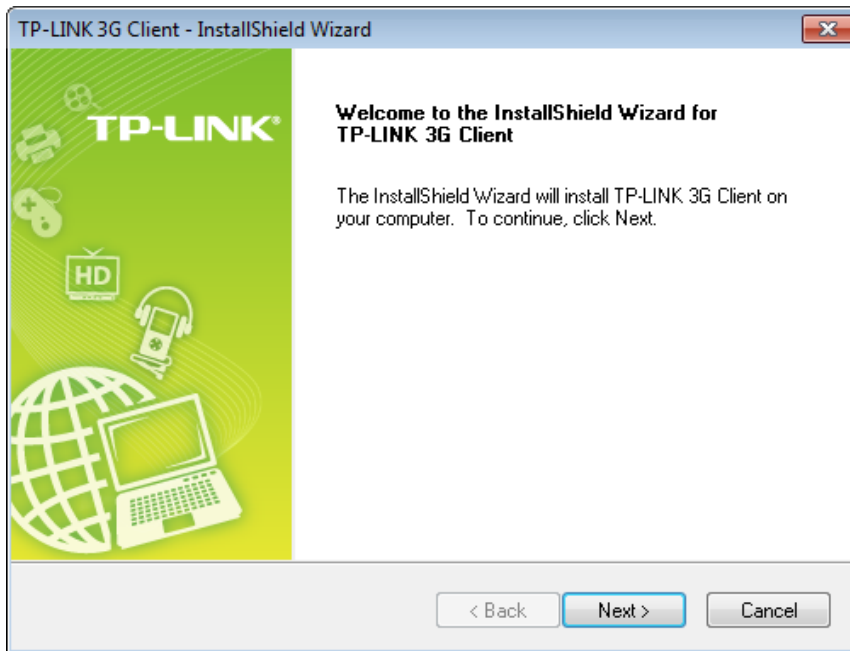 TP-LINK 3G Client - InstallShield Wizard
TP-LINK®
HD
Welcome to the InstallShield Wizard for
TP-LINK 3G Client
The InstallShield Wizard will install TP-LINK 3G Client on
your computer. To continue, click Next.
< Back
Next >
Cancel